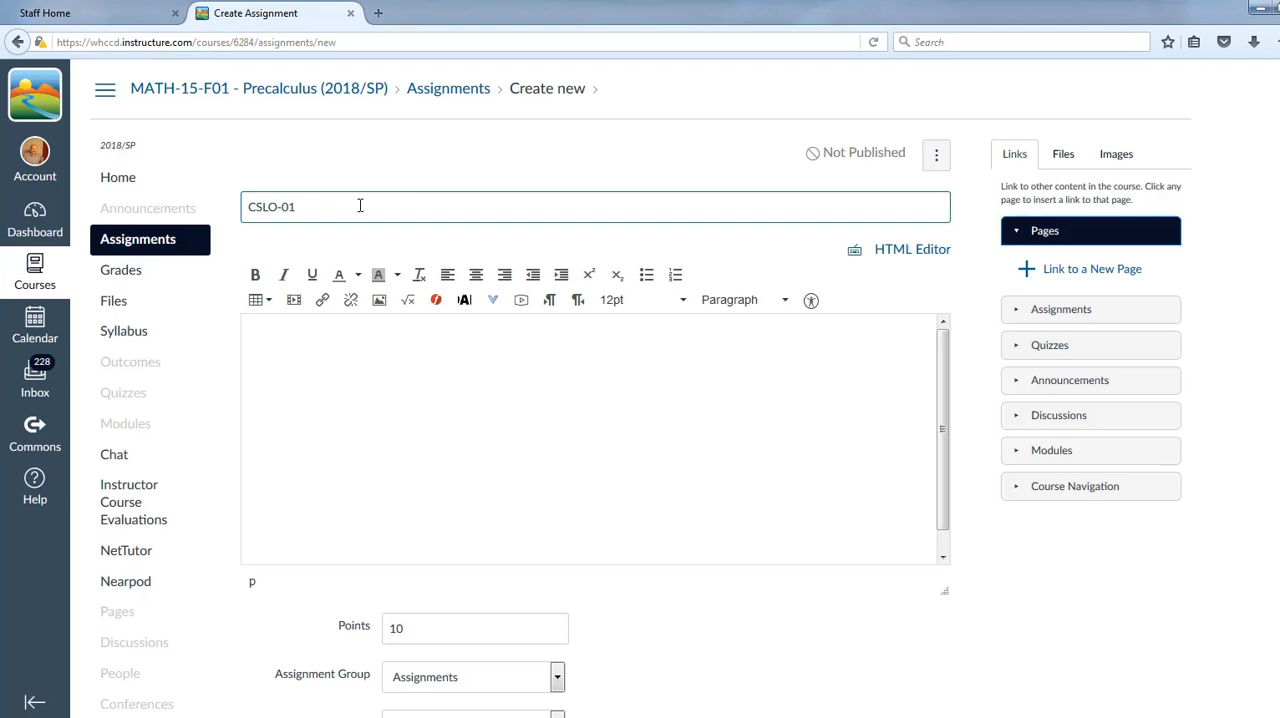 Staff Home
Create Assignment
https://whccd.instructure.com/courses/6284/assignments/new
Search
Account
Dashboard
Courses
Calendar
228
Inbox
Commons
Help
MATH-15-F01 - Precalculus (2018/SP) > Assignments > Create new >
2018/SP
Home
Announcements
Assignments
Grades
Files
Syllabus
Outcomes
Quizzes
Modules
Chat
Instructor
Course
Evaluations
NetTutor
Nearpod
Pages
Discussions
People
Conferences
Not Published
CSLO-01
HTML Editor
12pt
Paragraph
p
Points
10
Assignment Group
Assignments
Links
Files
Images
Link to other content in the course. Click any
page to insert a link to that page.
Pages
Link to a New Page
Assignments
Quizzes
Announcements
Discussions
Modules
Course Navigation